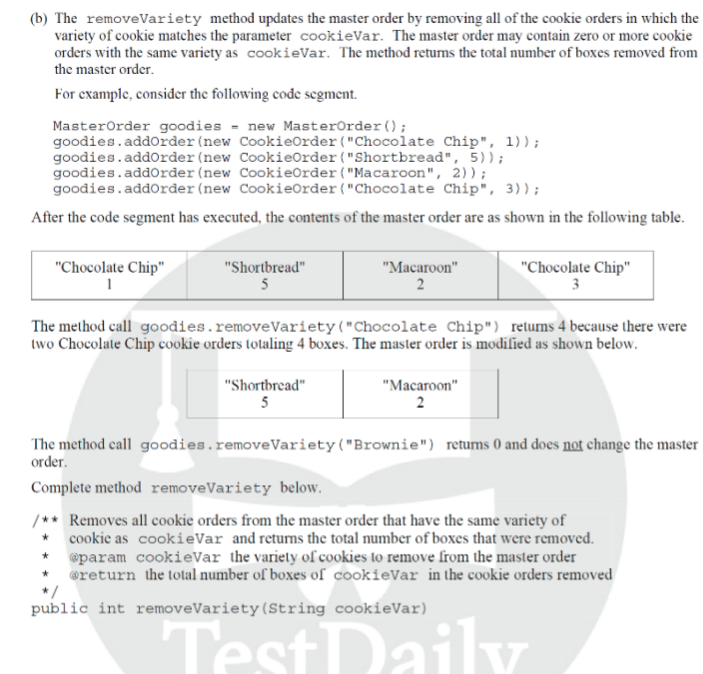 (b) The removeVariety method updates the master order by removing all of the cookie orders in which the
variety of cookie matches the parameter cookieVar. The master order may contain zero or more cookie
orders with the same variety as cookieVar. The method returns the total number of boxes removed from
the master order.
For example, consider the following code segment.
MasterOrder goodies = new MasterOrder();
goodies.addOrder(new CookieOrder("Chocolate Chip", 1));
goodies.addOrder(new CookieOrder("Shortbread", 5));
goodies.addOrder(new CookieOrder("Macaroon", 2));
goodies.addOrder(new CookieOrder("Chocolate Chip", 3));
After the code segment has executed, the contents of the master order are as shown in the following table.
"Chocolate Chip" "Shortbread" "Macaroon" "Chocolate Chip"
1 5 2 3
The method call goodies.removeVariety("Chocolate Chip") returns 4 because there were
two Chocolate Chip cookie orders totaling 4 boxes. The master order is modified as shown below.
"Shortbread" "Macaroon"
5 2
The method call goodies.removeVariety("Brownie") returns 0 and does not change the master
order.
Complete method removeVariety below.
/** Removes all cookie orders from the master order that have the same variety of
* cookie as cookieVar and returns the total number of boxes that were removed.
* @param cookieVar the variety of cookies to remove from the master order
* @return the total number of boxes of cookieVar in the cookie orders removed
*/
public int removeVariety(String cookieVar)
TestDaily